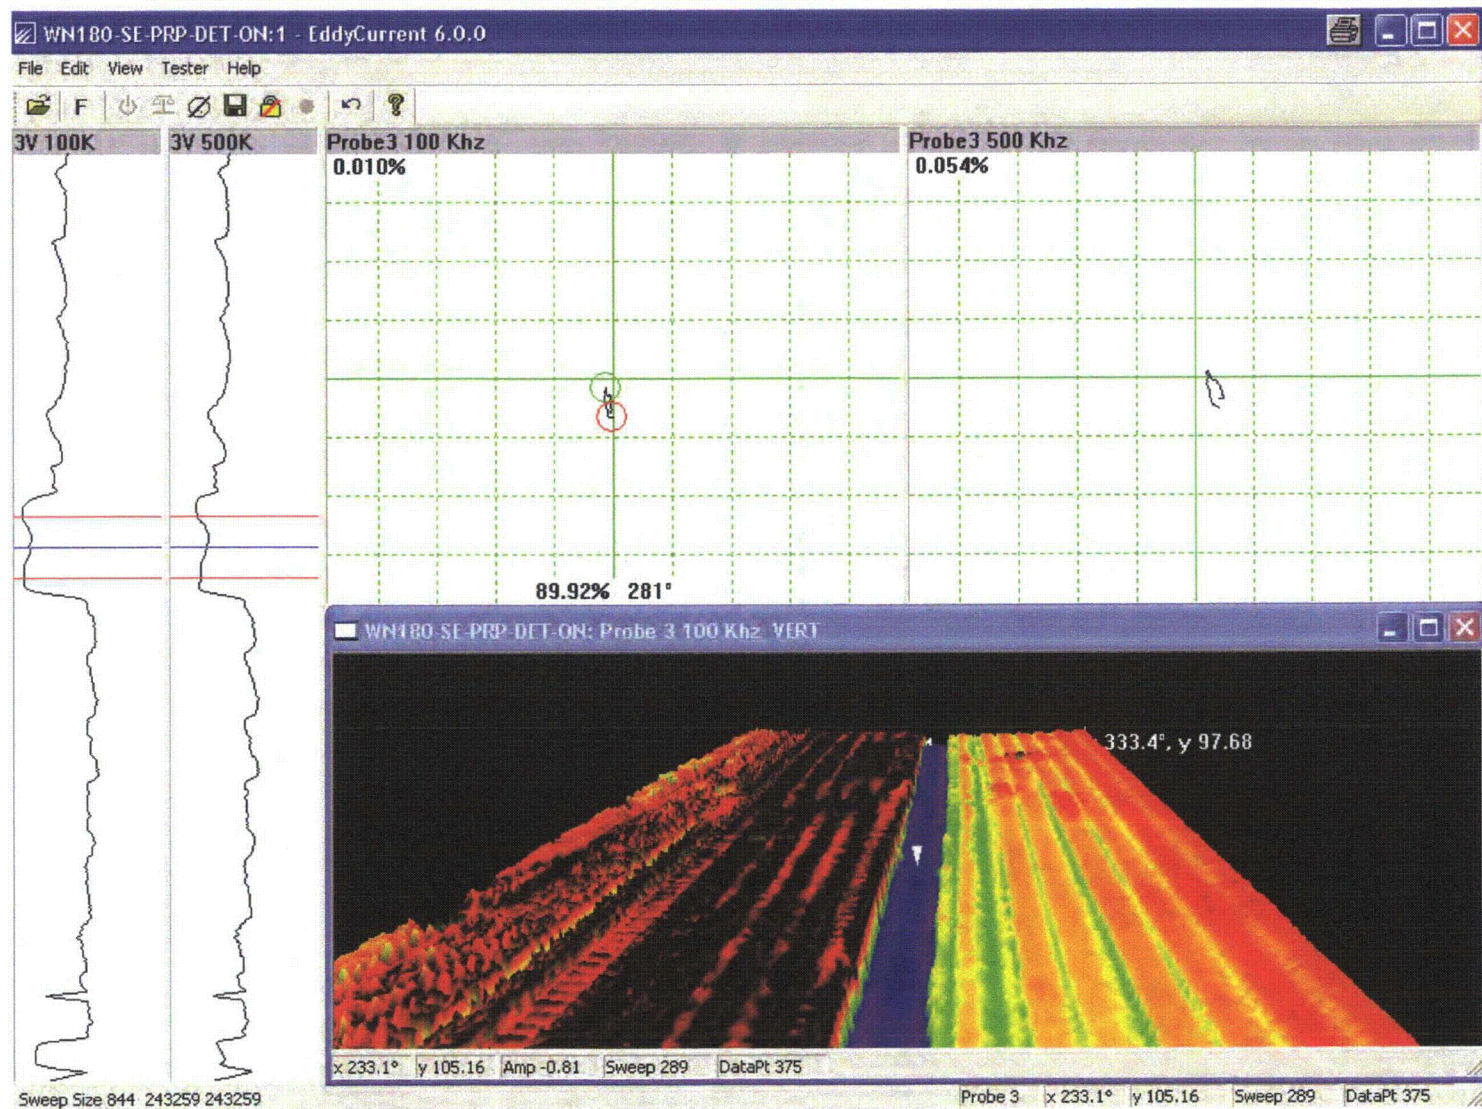 WN180-SE-PRP-DET-ON:1 - EddyCurrent 6.0.0
File Edit View Tester Help
F
3V 100K
3V 500K
Probe3 100 Khz
Probe3 500 Khz
0.010%
0.054%
89.92% 281°
WN180-SE-PRP-DET-ON: Probe 3 100 Khz VERT
333.4°, y 97.68
x 233.1° y 105.16 Amp -0.81 Sweep 289 DataPt 375
Sweep Size 844 243259 243259
Probe 3 x 233.1° y 105.16 Sweep 289 DataPt 375